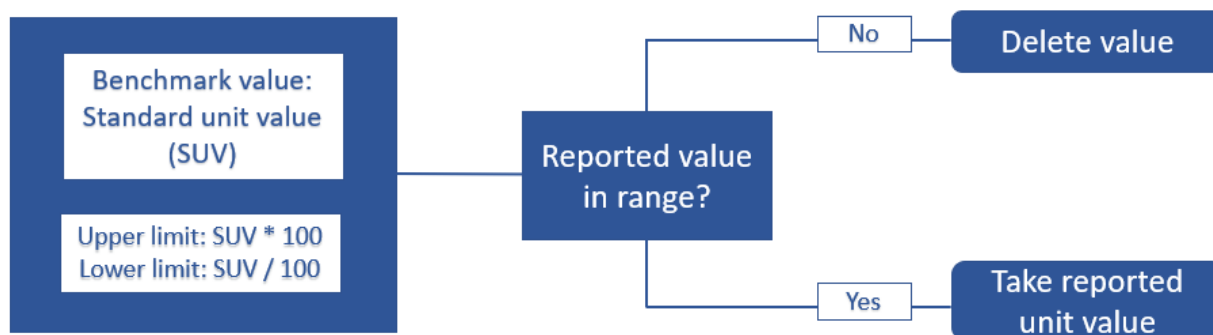 Benchmark value:
Standard unit value
(SUV)
Upper limit: SUV * 100
Lower limit: SUV / 100
Reported value
in range?
No
Delete value
Yes
Take reported
unit value